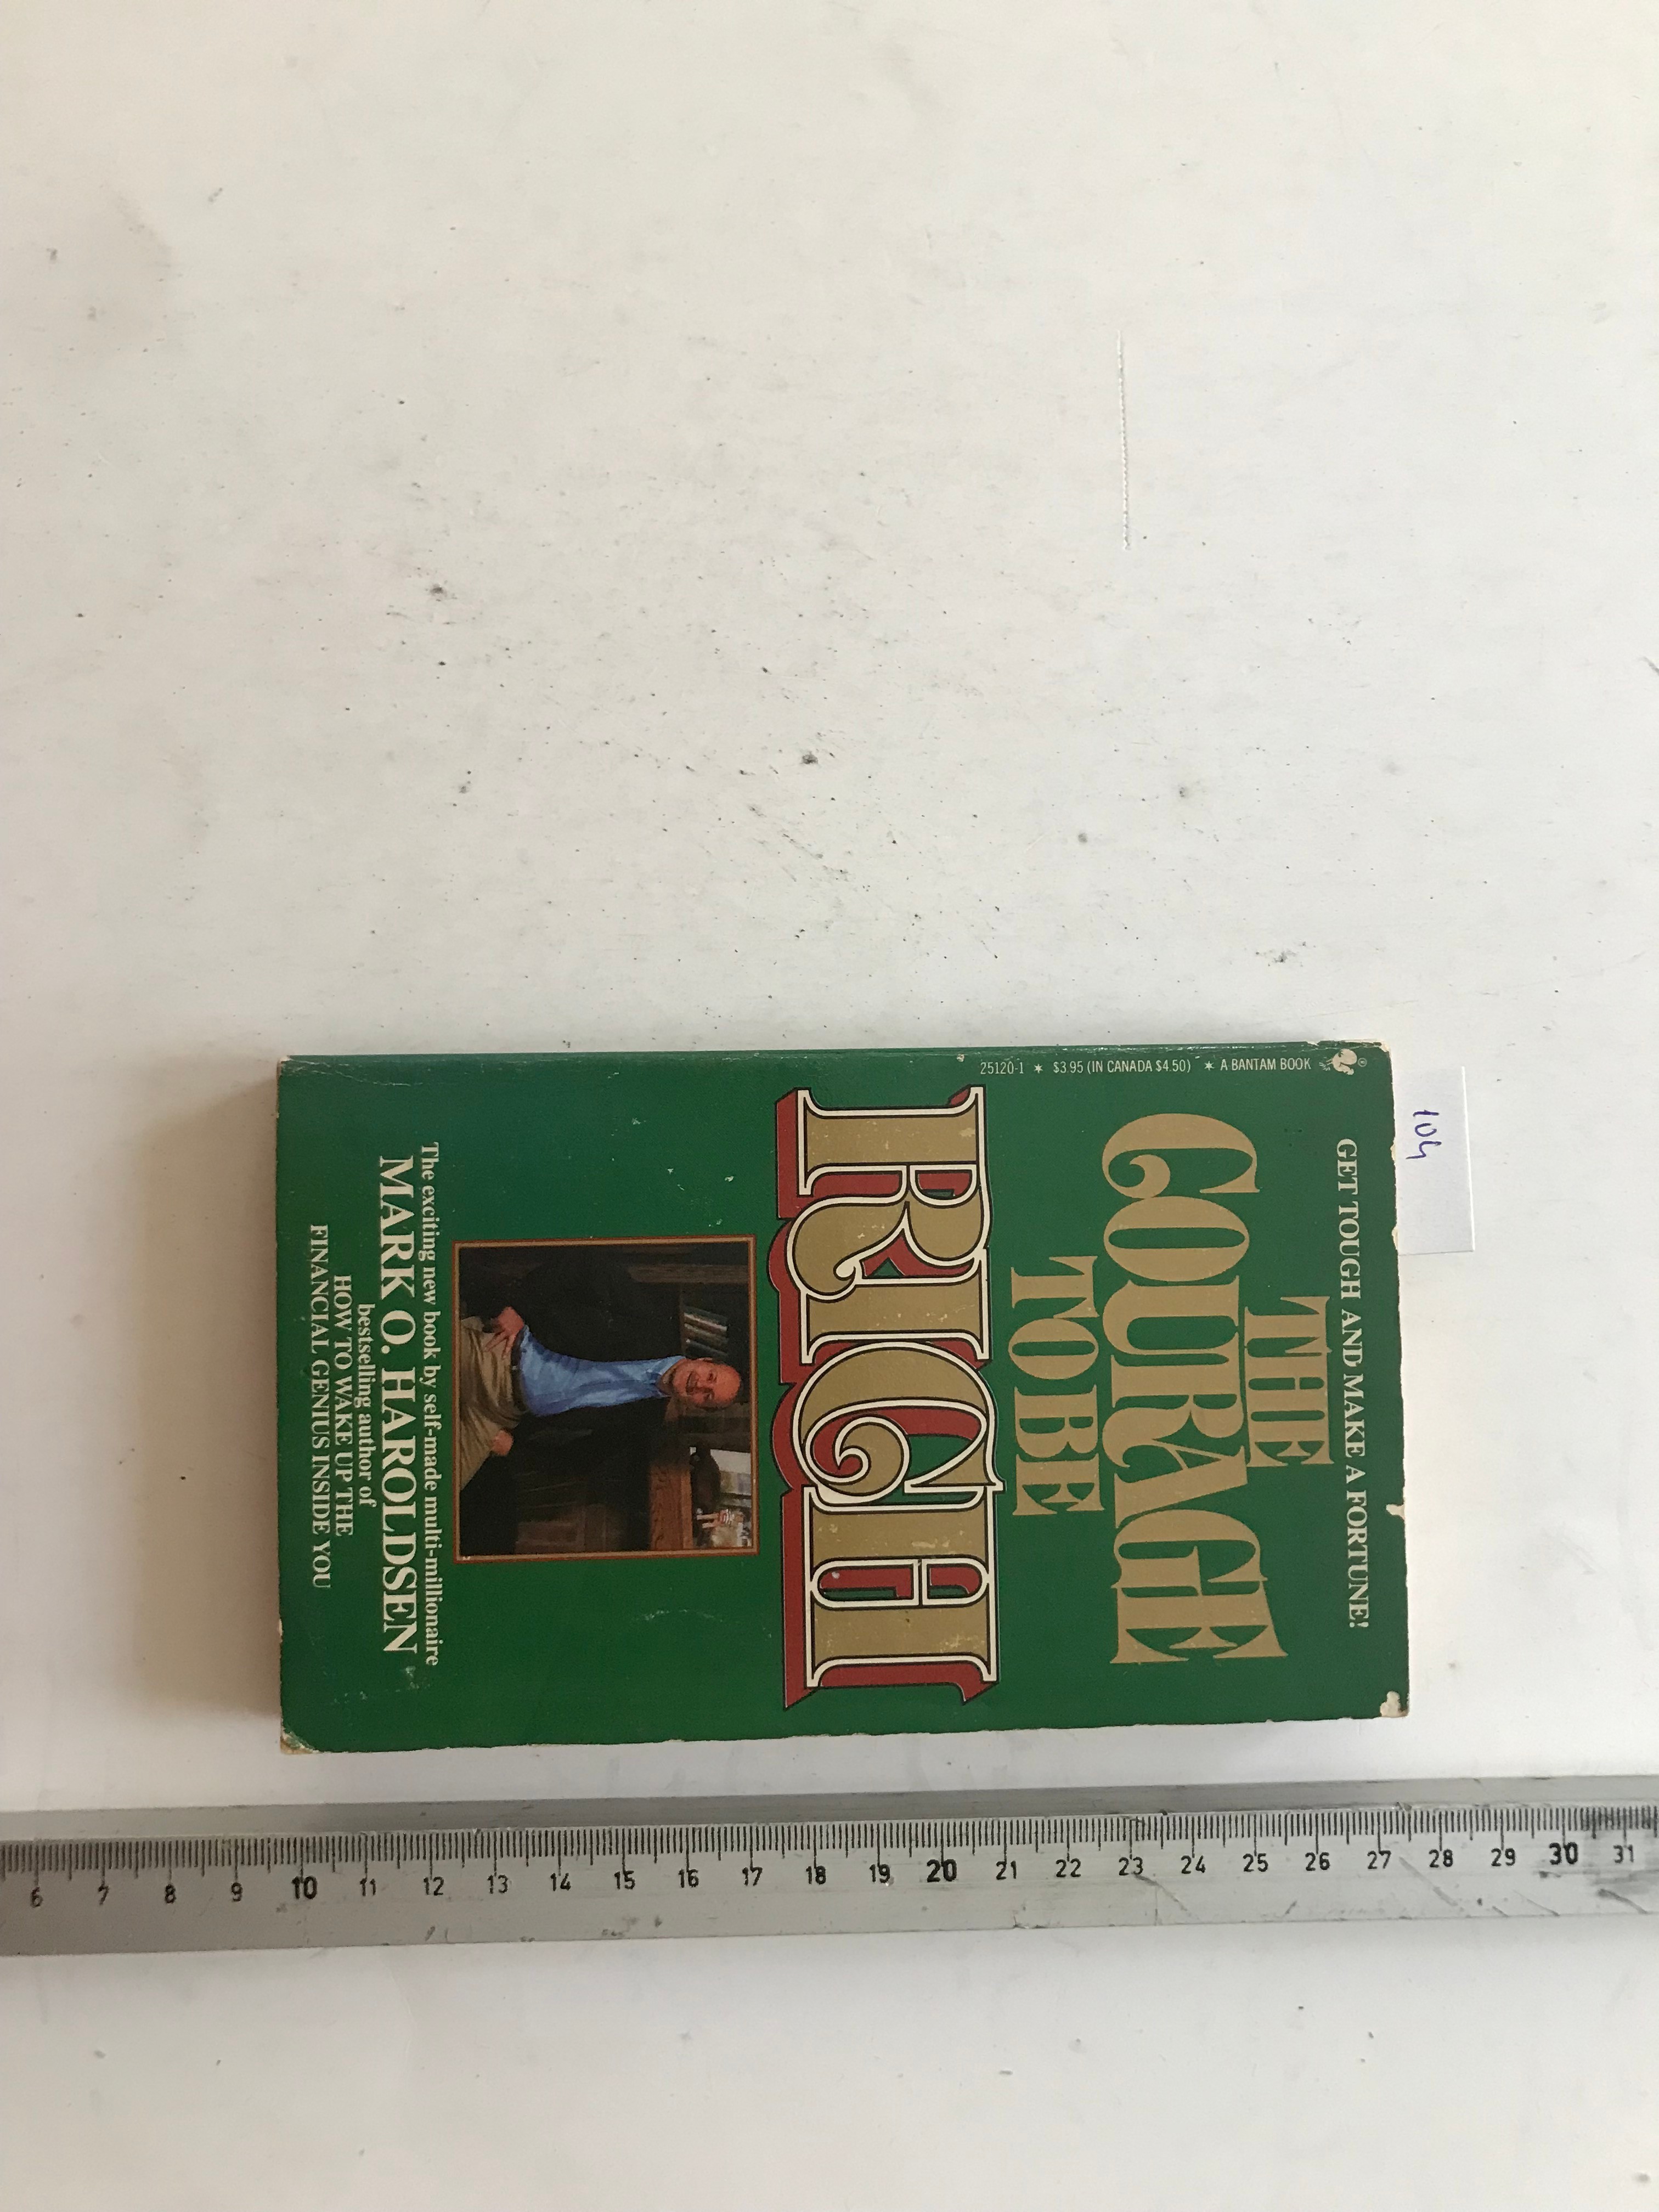 104
25120-1 ★ $3.95 (IN CANADA $4.50) ★ A BANTAM BOOK ®
GET TOUGH AND MAKE A FORTUNE!
THE
COURAGE
TO BE
RICH
The exciting new book by self-made multi-millionaire
MARK O. HAROLDSEN
bestselling author of
HOW TO WAKE UP THE
FINANCIAL GENIUS INSIDE YOU
6 7 8 9 10 11 12 13 14 15 16 17 18 19 20 21 22 23 24 25 26 27 28 29 30 31